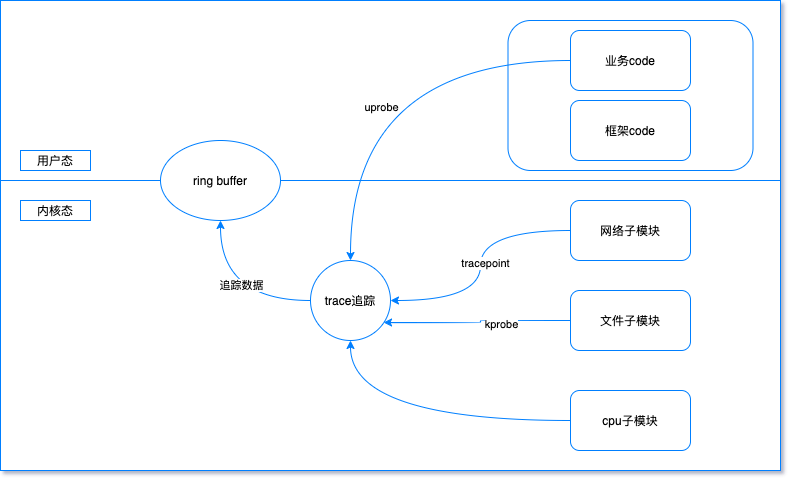 业务code
uprobe
框架code
用户态
ring buffer
内核态
网络子模块
tracepoint
追踪数据
trace追踪
文件子模块
kprobe
cpu子模块